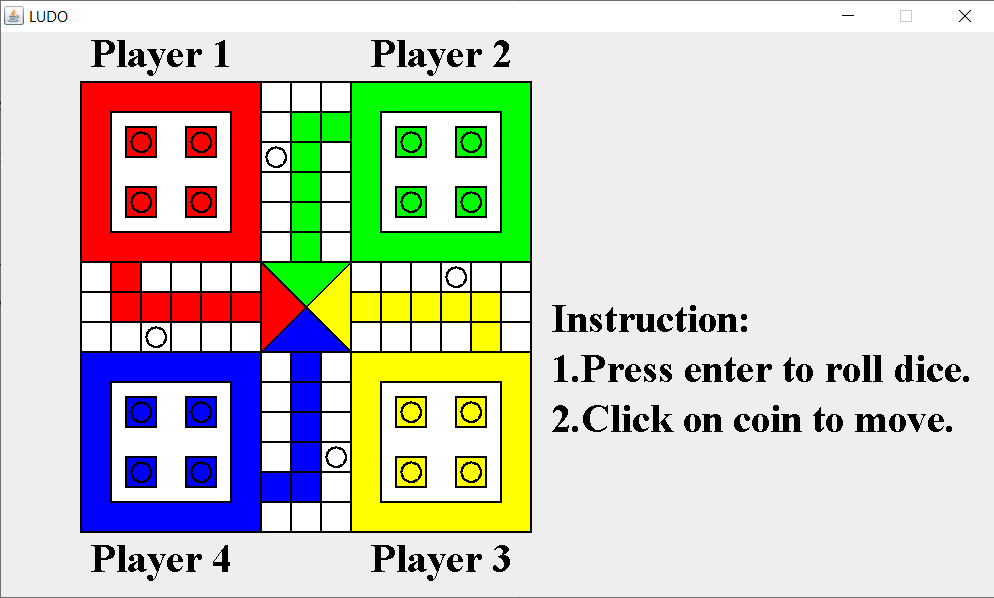 LUDO
Player 1
Player 2
Instruction:
1.Press enter to roll dice.
2.Click on coin to move.
Player 4
Player 3